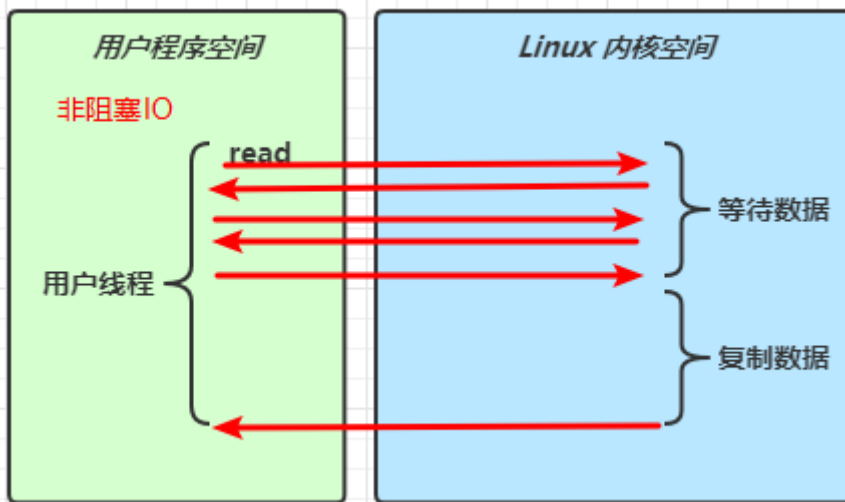 用户程序空间
Linux 内核空间
非阻塞IO
read
等待数据
用户线程
复制数据